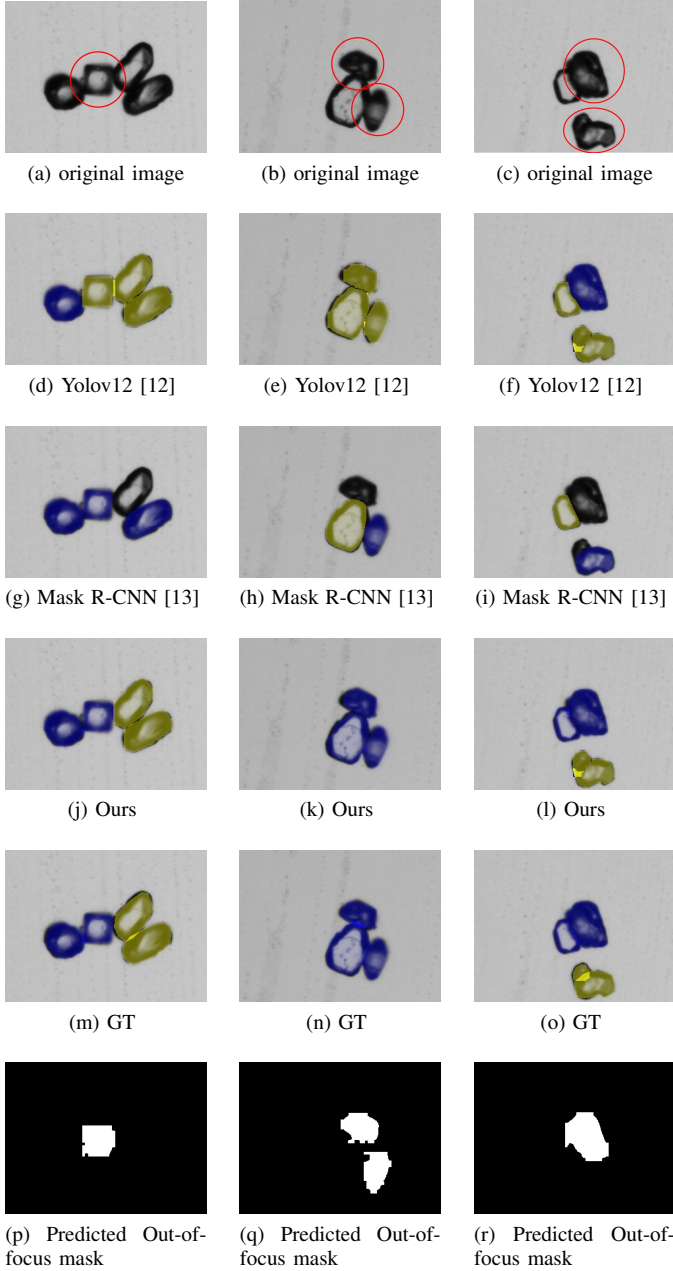 (a) original image
(b) original image
(c) original image
(d) Yolov12 [12]
(e) Yolov12 [12]
(f) Yolov12 [12]
(g) Mask R-CNN [13]
(h) Mask R-CNN [13]
(i) Mask R-CNN [13]
(j) Ours
(k) Ours
(l) Ours
(m) GT
(n) GT
(o) GT
(p) Predicted Out-of-
focus mask
(q) Predicted Out-of-
focus mask
(r) Predicted Out-of-
focus mask